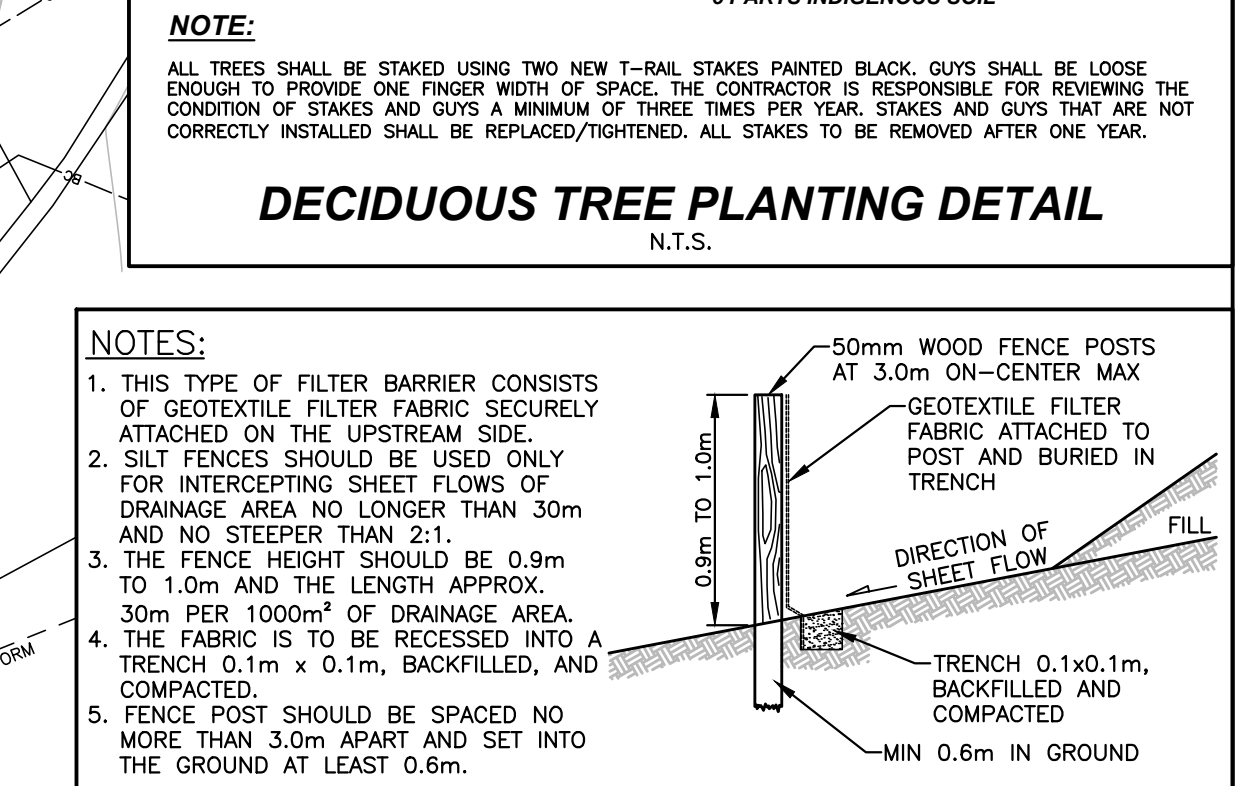 PARTS INDIGENOUS SOIL
NOTE:
ALL TREES SHALL BE STAKED USING TWO NEW T-RAIL STAKES PAINTED BLACK. GUYS SHALL BE LOOSE
ENOUGH TO PROVIDE ONE FINGER WIDTH OF SPACE. THE CONTRACTOR IS RESPONSIBLE FOR REVIEWING THE
CONDITION OF STAKES AND GUYS A MINIMUM OF THREE TIMES PER YEAR. STAKES AND GUYS THAT ARE NOT
CORRECTLY INSTALLED SHALL BE REPLACED/TIGHTENED. ALL STAKES TO BE REMOVED AFTER ONE YEAR.
DECIDUOUS TREE PLANTING DETAIL
N.T.S.
BC
ORM
NOTES:
1. THIS TYPE OF FILTER BARRIER CONSISTS
OF GEOTEXTILE FILTER FABRIC SECURELY
ATTACHED ON THE UPSTREAM SIDE.
2. SILT FENCES SHOULD BE USED ONLY
FOR INTERCEPTING SHEET FLOWS OF
DRAINAGE AREA NO LONGER THAN 30m
AND NO STEEPER THAN 2:1.
3. THE FENCE HEIGHT SHOULD BE 0.9m
TO 1.0m AND THE LENGTH APPROX.
30m PER 1000m² OF DRAINAGE AREA.
4. THE FABRIC IS TO BE RECESSED INTO A
TRENCH 0.1m x 0.1m, BACKFILLED, AND
COMPACTED.
5. FENCE POST SHOULD BE SPACED NO
MORE THAN 3.0m APART AND SET INTO
THE GROUND AT LEAST 0.6m.
50mm WOOD FENCE POSTS
AT 3.0m ON-CENTER MAX
GEOTEXTILE FILTER
FABRIC ATTACHED TO
POST AND BURIED IN
TRENCH
0.9m TO 1.0m
DIRECTION OF
SHEET FLOW
FILL
TRENCH 0.1x0.1m,
BACKFILLED AND
COMPACTED
MIN 0.6m IN GROUND